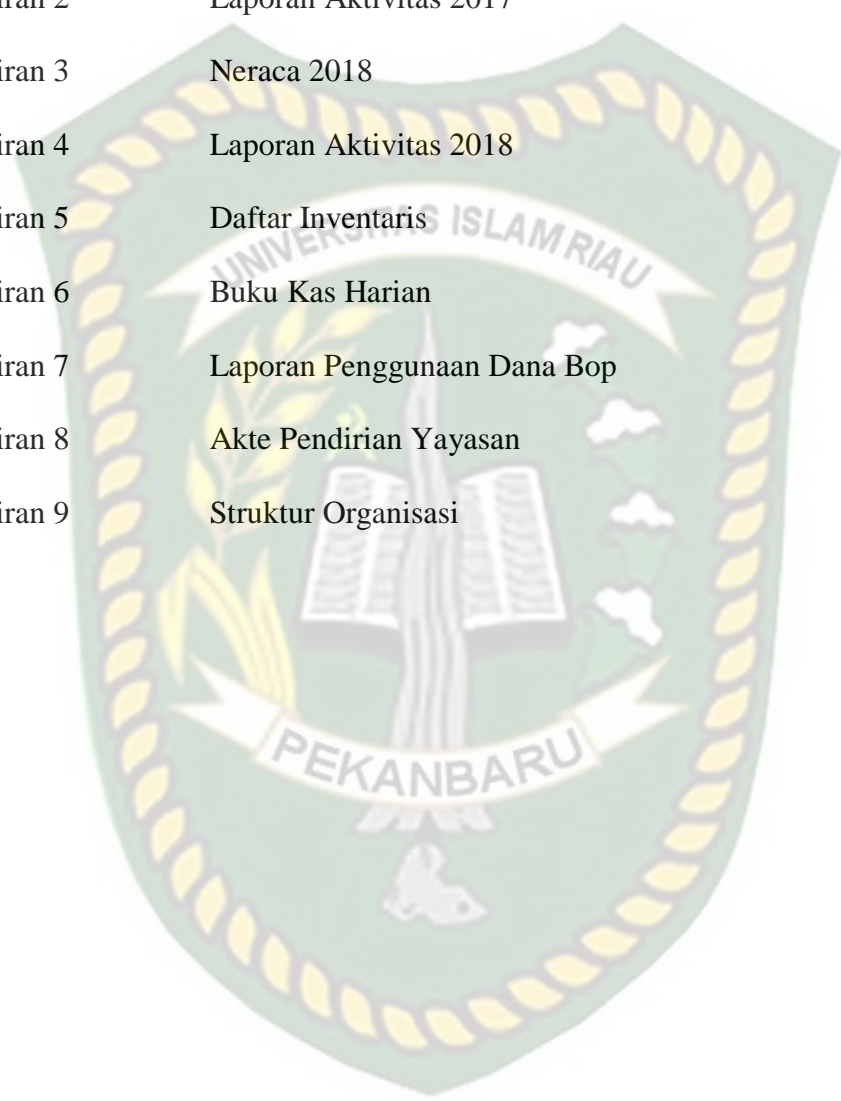 iran 2 Laporan Aktivitas 2017
iran 3 Neraca 2018
iran 4 Laporan Aktivitas 2018
iran 5 Daftar Inventaris
iran 6 Buku Kas Harian
iran 7 Laporan Penggunaan Dana Bop
iran 8 Akte Pendirian Yayasan
iran 9 Struktur Organisasi
UNIVERSITAS ISLAM RIAU
PEKANBARU